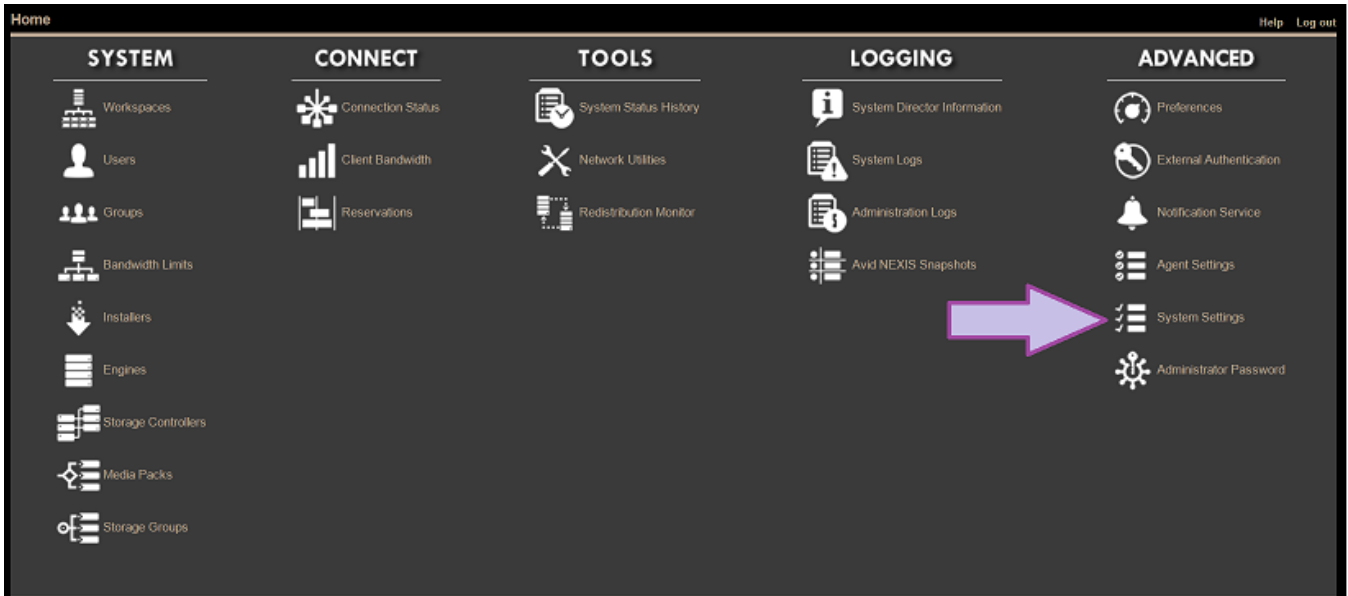 Home
Help Log out
SYSTEM
Workspaces
Users
Groups
Bandwidth Limits
Installers
Engines
Storage Controllers
Media Packs
Storage Groups
CONNECT
Connection Status
Client Bandwidth
Reservations
TOOLS
System Status History
Network Utilities
Redistribution Monitor
LOGGING
System Director Information
System Logs
Administration Logs
Avid NEXIS Snapshots
ADVANCED
Preferences
External Authentication
Notification Service
Agent Settings
System Settings
Administrator Password